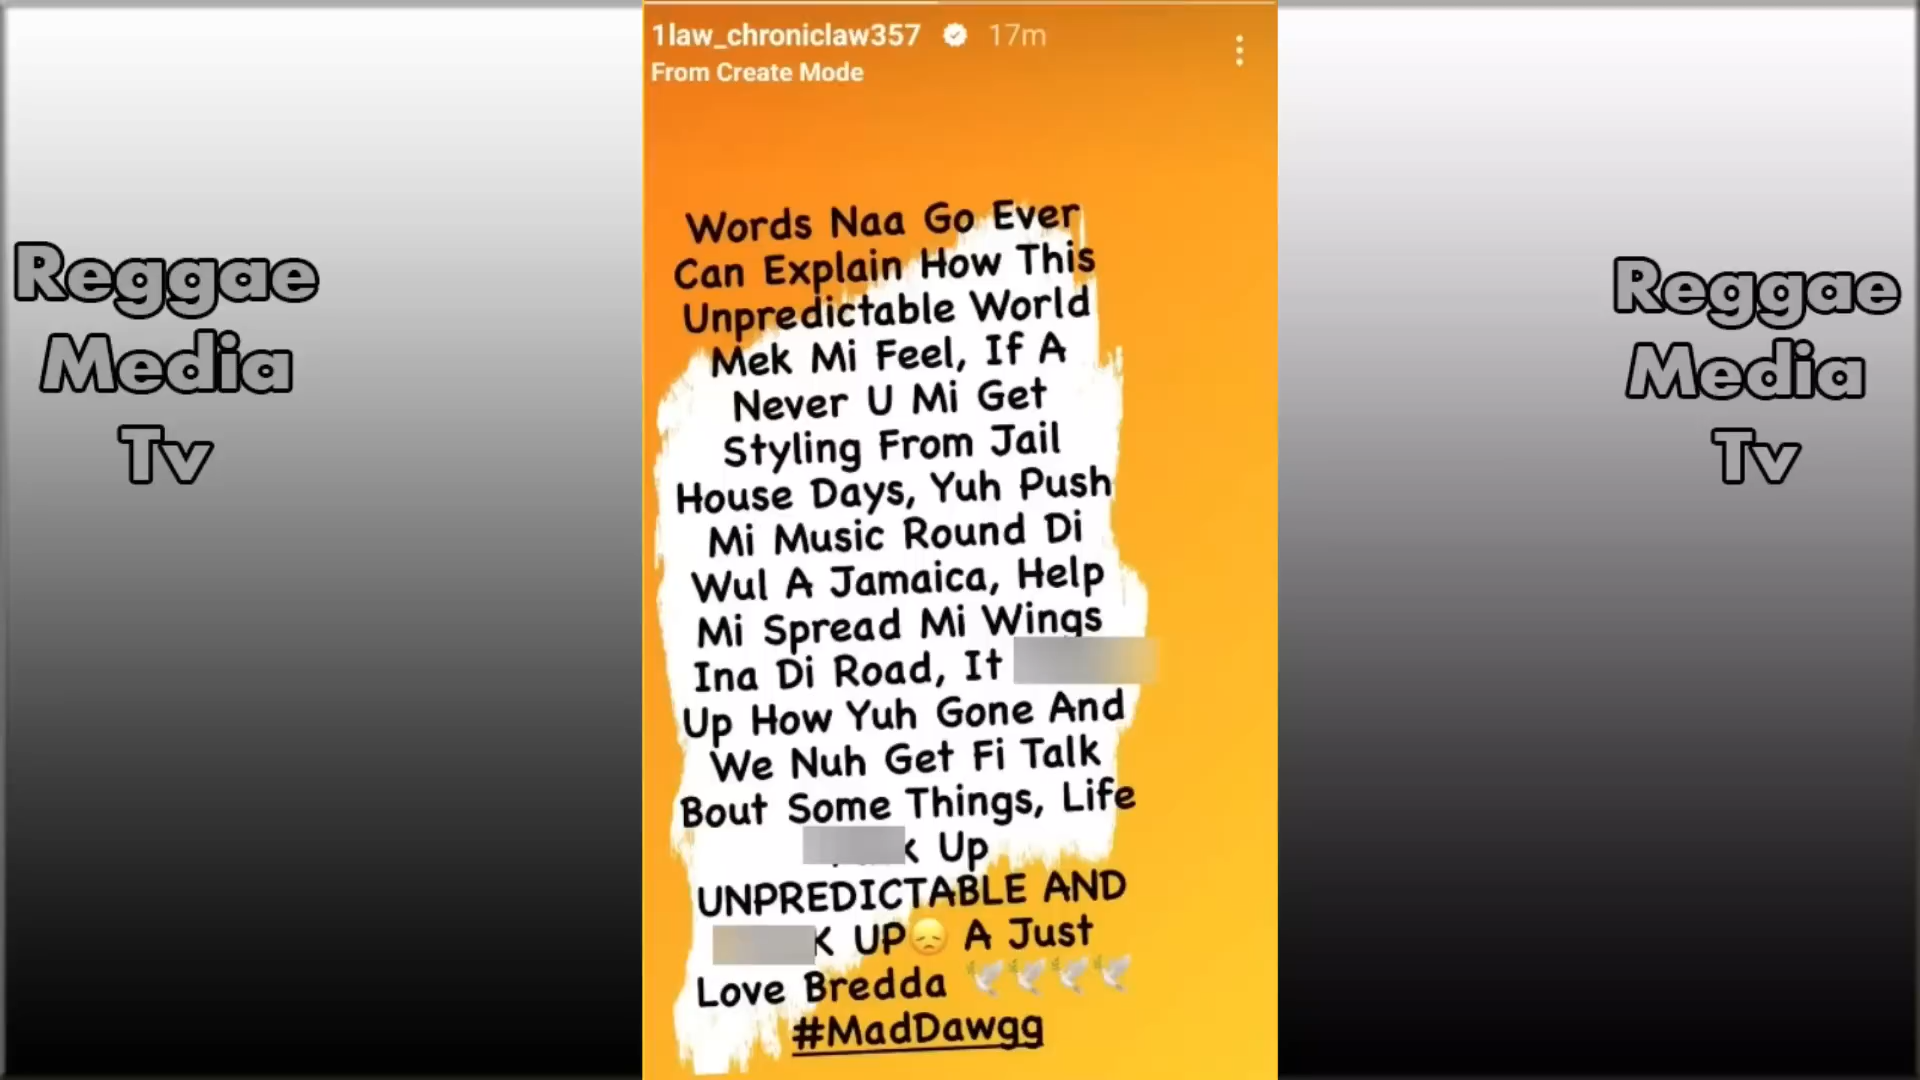 1law_chroniclaw357 17m
From Create Mode
Reggae
Media
Tv
Words Naa Go Ever
Can Explain How This
Unpredictable World
Mek Mi Feel, If A
Never U Mi Get
Styling From Jail
House Days, Yuh Push
Mi Music Round Di
Wul A Jamaica, Help
Mi Spread Mi Wings
Ina Di Road, It
Up How Yuh Gone And
We Nuh Get Fi Talk
Bout Some Things, Life
k Up
UNPREDICTABLE AND
K UP😞 A Just
Love Bredda 🕊🕊🕊🕊
#MadDawgg
Reggae
Media
Tv